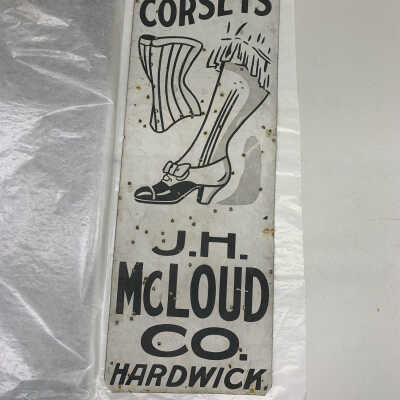 CORSETS
J.H.
McLOUD
CO.
HARDWICK